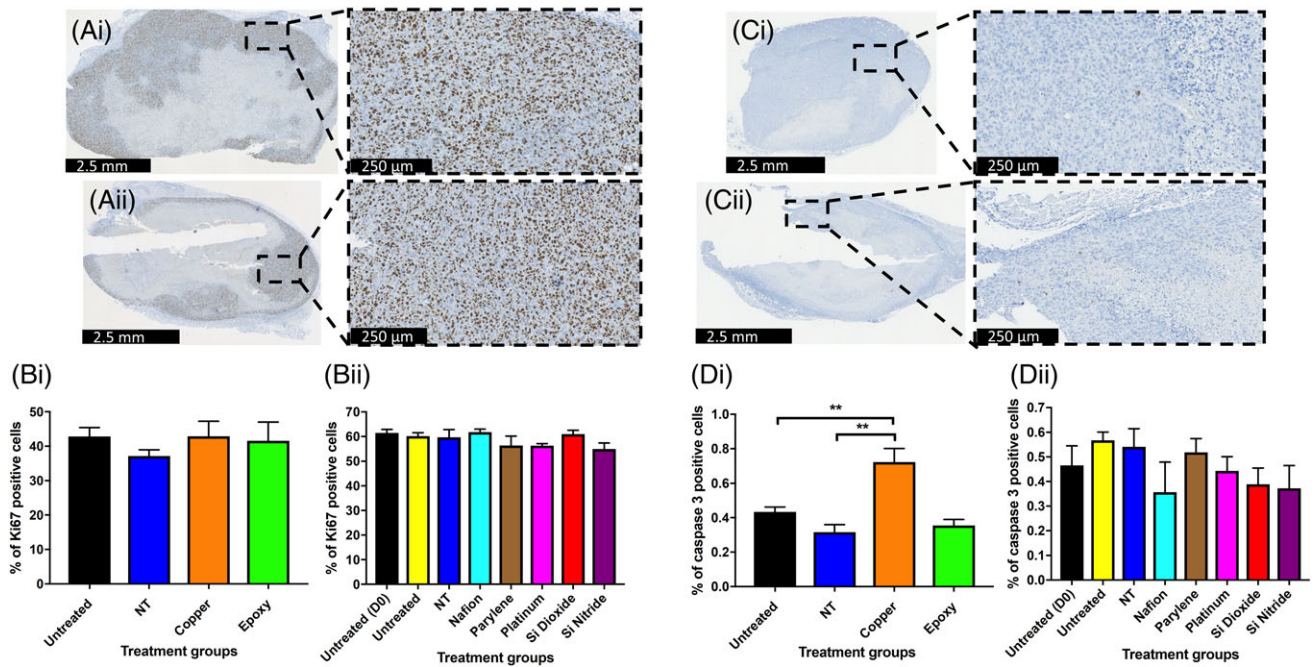 (Ai)
2.5 mm
250 µm
(Aii)
2.5 mm
250 µm
(Ci)
2.5 mm
250 µm
(Cii)
2.5 mm
250 µm
(Bi)
% of Ki67 positive cells
50
40
30
20
10
0
Untreated
NT
Copper
Epoxy
Treatment groups
(Bii)
% of Ki67 positive cells
70
60
50
40
30
20
10
0
Untreated (D0)
Untreated
NT
Nafion
Parylene
Platinum
Si Dioxide
Si Nitride
Treatment groups
(Di)
% of caspase 3 positive cells
1.0
0.8
0.6
0.4
0.2
0.0
**
**
Untreated
NT
Copper
Epoxy
Treatment groups
(Dii)
% of caspase 3 positive cells
0.7
0.6
0.5
0.4
0.3
0.2
0.1
0.0
Untreated (D0)
Untreated
NT
Nafion
Parylene
Platinum
Si Dioxide
Si Nitride
Treatment groups